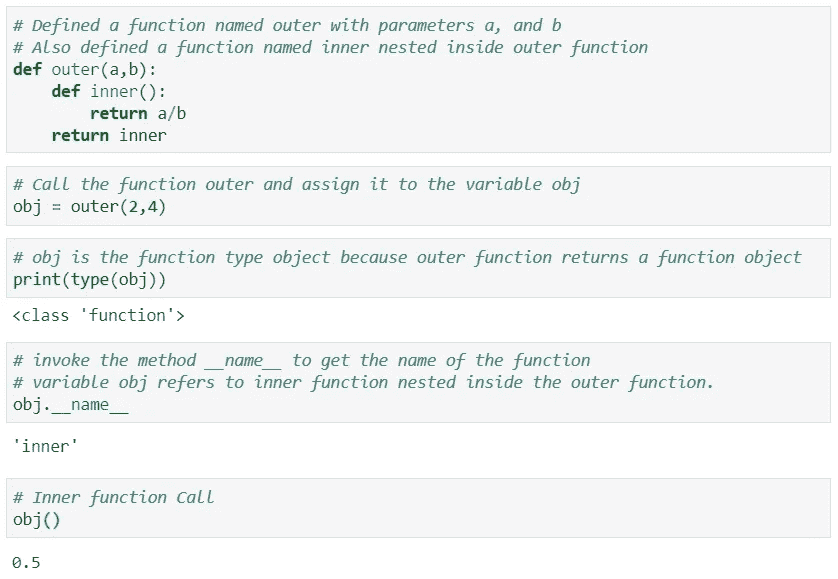 # Defined a function named outer with parameters a, and b
# Also defined a function named inner nested inside outer function
def outer(a,b):
    def inner():
        return a/b
    return inner
# Call the function outer and assign it to the variable obj
obj = outer(2,4)
# obj is the function type object because outer function returns a function object
print(type(obj))
<class 'function'>
# invoke the method __name__ to get the name of the function
# variable obj refers to inner function nested inside the outer function.
obj.__name__
'inner'
# Inner function Call
obj()
0.5